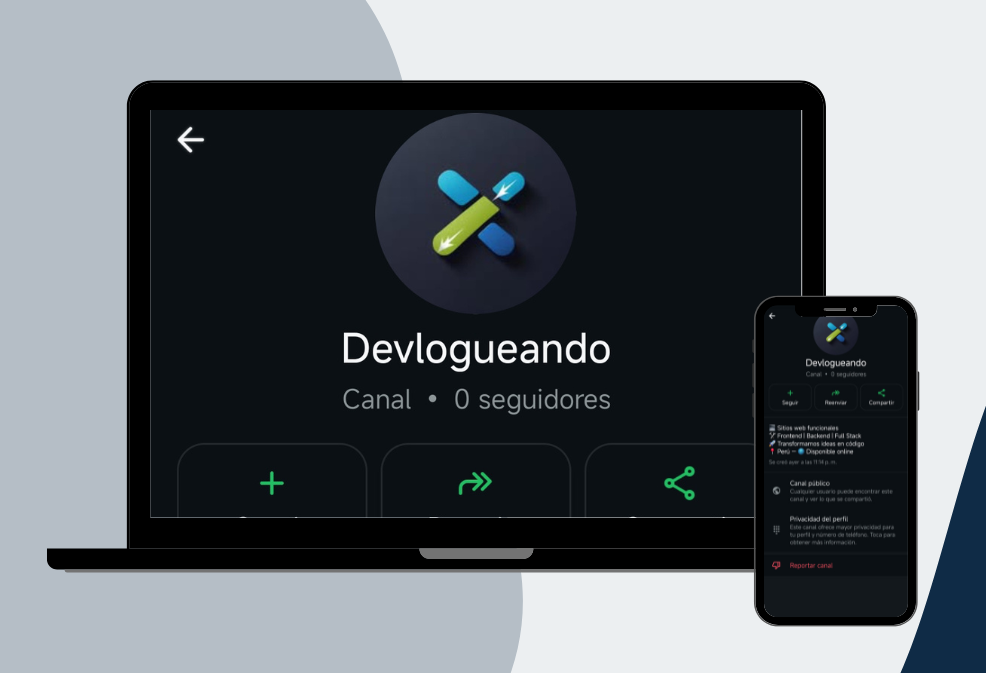 Devlogueando
Canal • 0 seguidores
Devlogueando
Canal • 0 seguidores
Seguir
Reenviar
Compartir
Sitios web funcionales
Frontend | Backend | Full Stack
Transformamos ideas en código
Perú – 🌐 Disponible online
Se creó ayer a las 11:14 p. m.
Canal público
Cualquier usuario puede encontrar este
canal y ver lo que se compartió.
Privacidad del perfil
Este canal ofrece mayor privacidad para
tu perfil y número de teléfono. Toca para
obtener más información.
Reportar canal